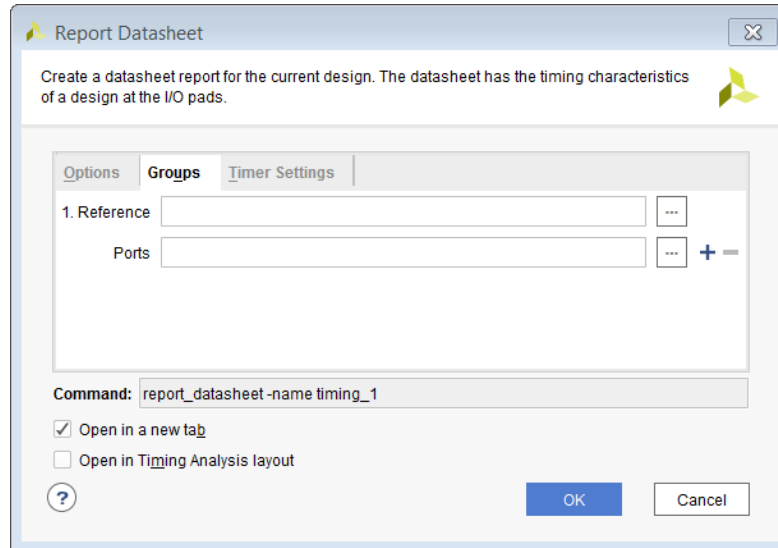 Report Datasheet
Create a datasheet report for the current design. The datasheet has the timing characteristics
of a design at the I/O pads.
Options Groups Timer Settings
1. Reference ...
Ports ... + −
Command: report_datasheet -name timing_1
Open in a new tab
Open in Timing Analysis layout
? OK Cancel